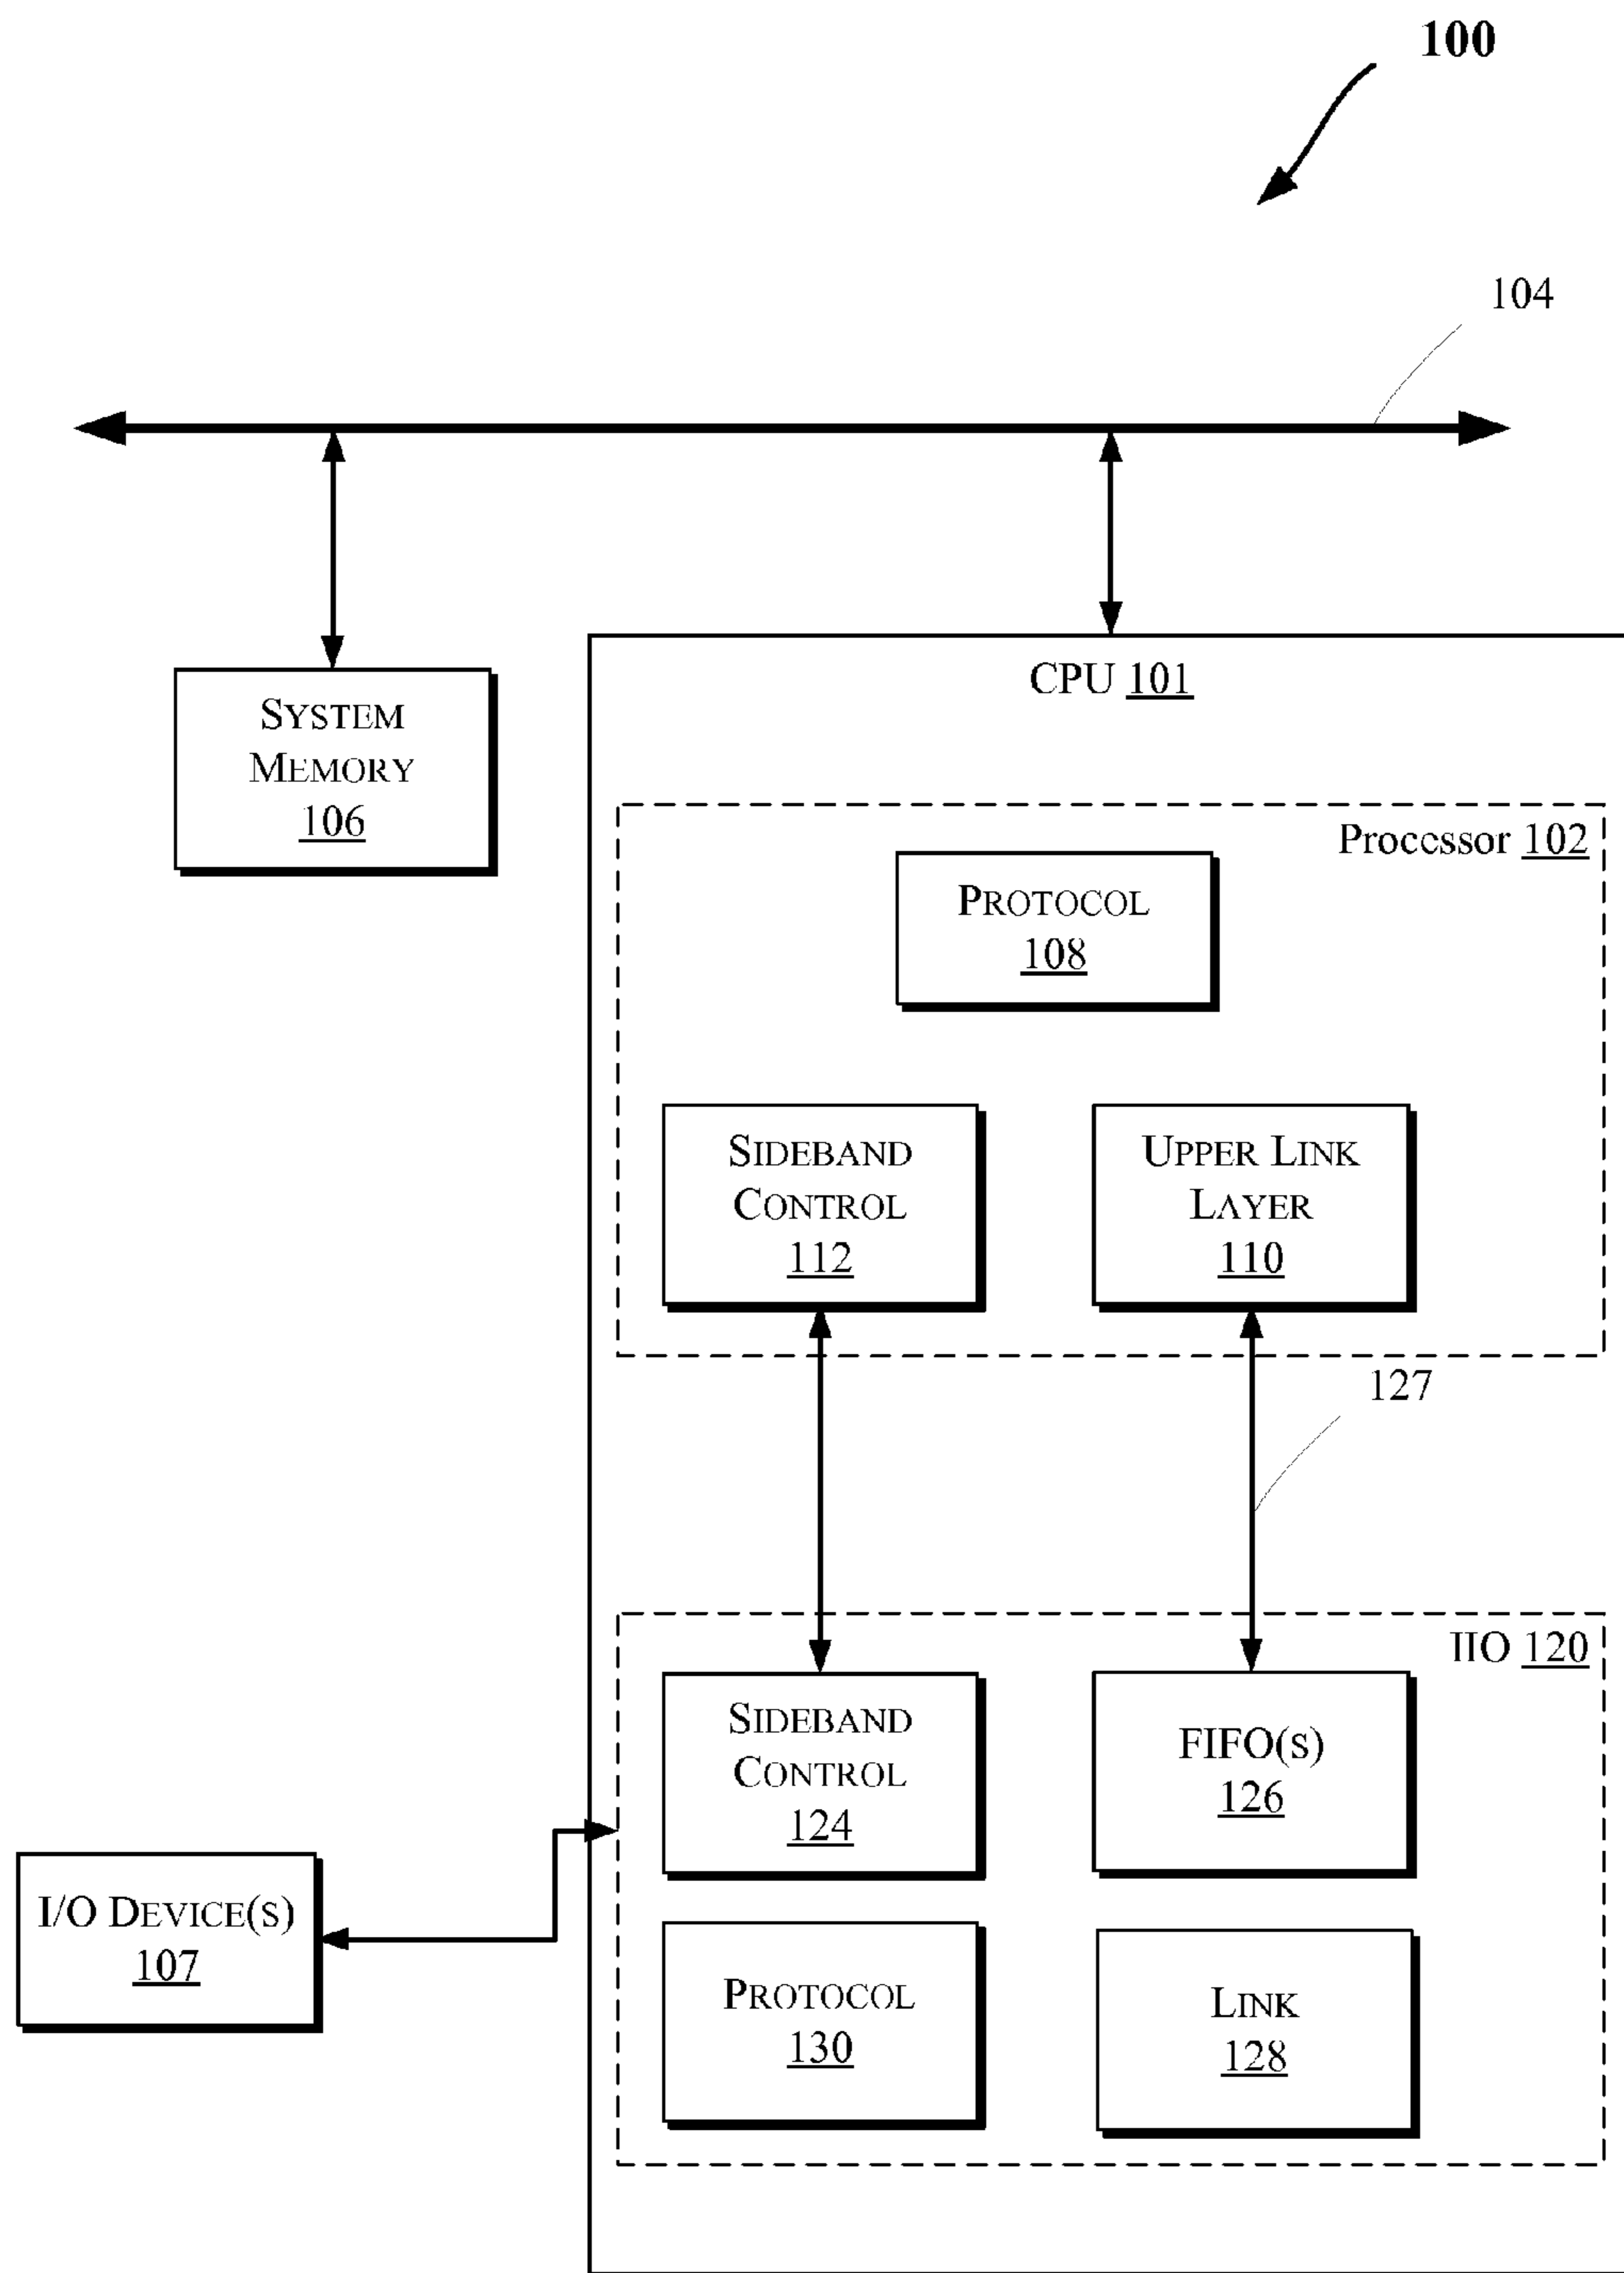 100
104
CPU 101
SYSTEM
MEMORY
106
Processor 102
PROTOCOL
108
SIDEBAND
CONTROL
112
UPPER LINK
LAYER
110
127
IIO 120
SIDEBAND
CONTROL
124
FIFO(S)
126
I/O DEVICE(S)
107
PROTOCOL
130
LINK
128